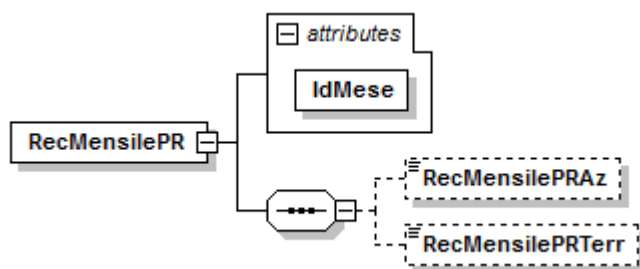 attributes
IdMese
RecMensilePR
RecMensilePRAz
RecMensilePRTerr